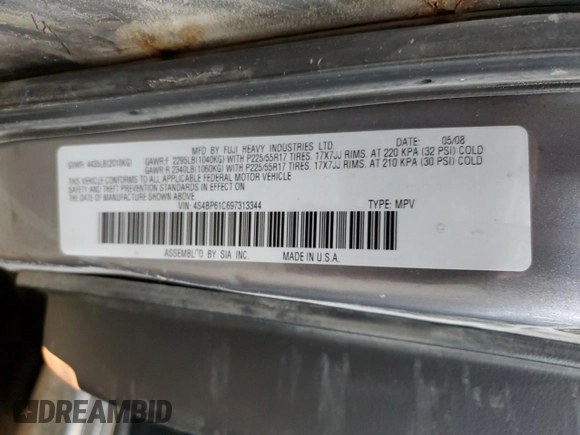 MFD BY FUJI HEAVY INDUSTRIES LTD. 05/08
GVWR: 4435LB(2010KG) GAWR:F 2295LB(1040KG) WITH P225/55R17 TIRES. 17X7JJ RIMS. AT 220 KPA (32 PSI) COLD
GAWR:R 2340LB(1060KG) WITH P225/55R17 TIRES. 17X7JJ RIMS. AT 210 KPA (30 PSI) COLD
THIS VEHICLE CONFORMS TO ALL APPLICABLE FEDERAL MOTOR VEHICLE
SAFETY AND THEFT PREVENTION STANDARDS IN EFFECT
ON THE DATE OF MANUFACTURE SHOWN ABOVE.
VIN: 4S4BP61C697313344 TYPE: MPV
ASSEMBLED BY SIA INC. MADE IN U.S.A.
DREAMBID